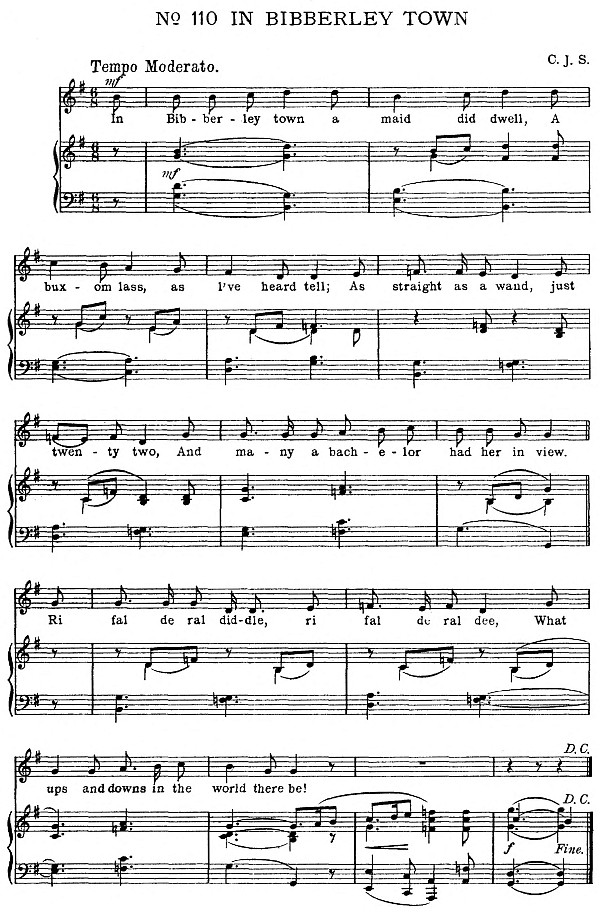 No 110 IN BIBBERLEY TOWN
C. J. S.
Tempo Moderato.
mf
In Bib-ber-ley town a maid did dwell, A
mf
bux-om lass, as I've heard tell; As straight as a wand, just
twen-ty two, And ma-ny a bach-e-lor had her in view.
Ri fal de ral did-dle, ri fal de ral dee, What
ups and downs in the world there be!
D. C.
D. C.
f Fine.